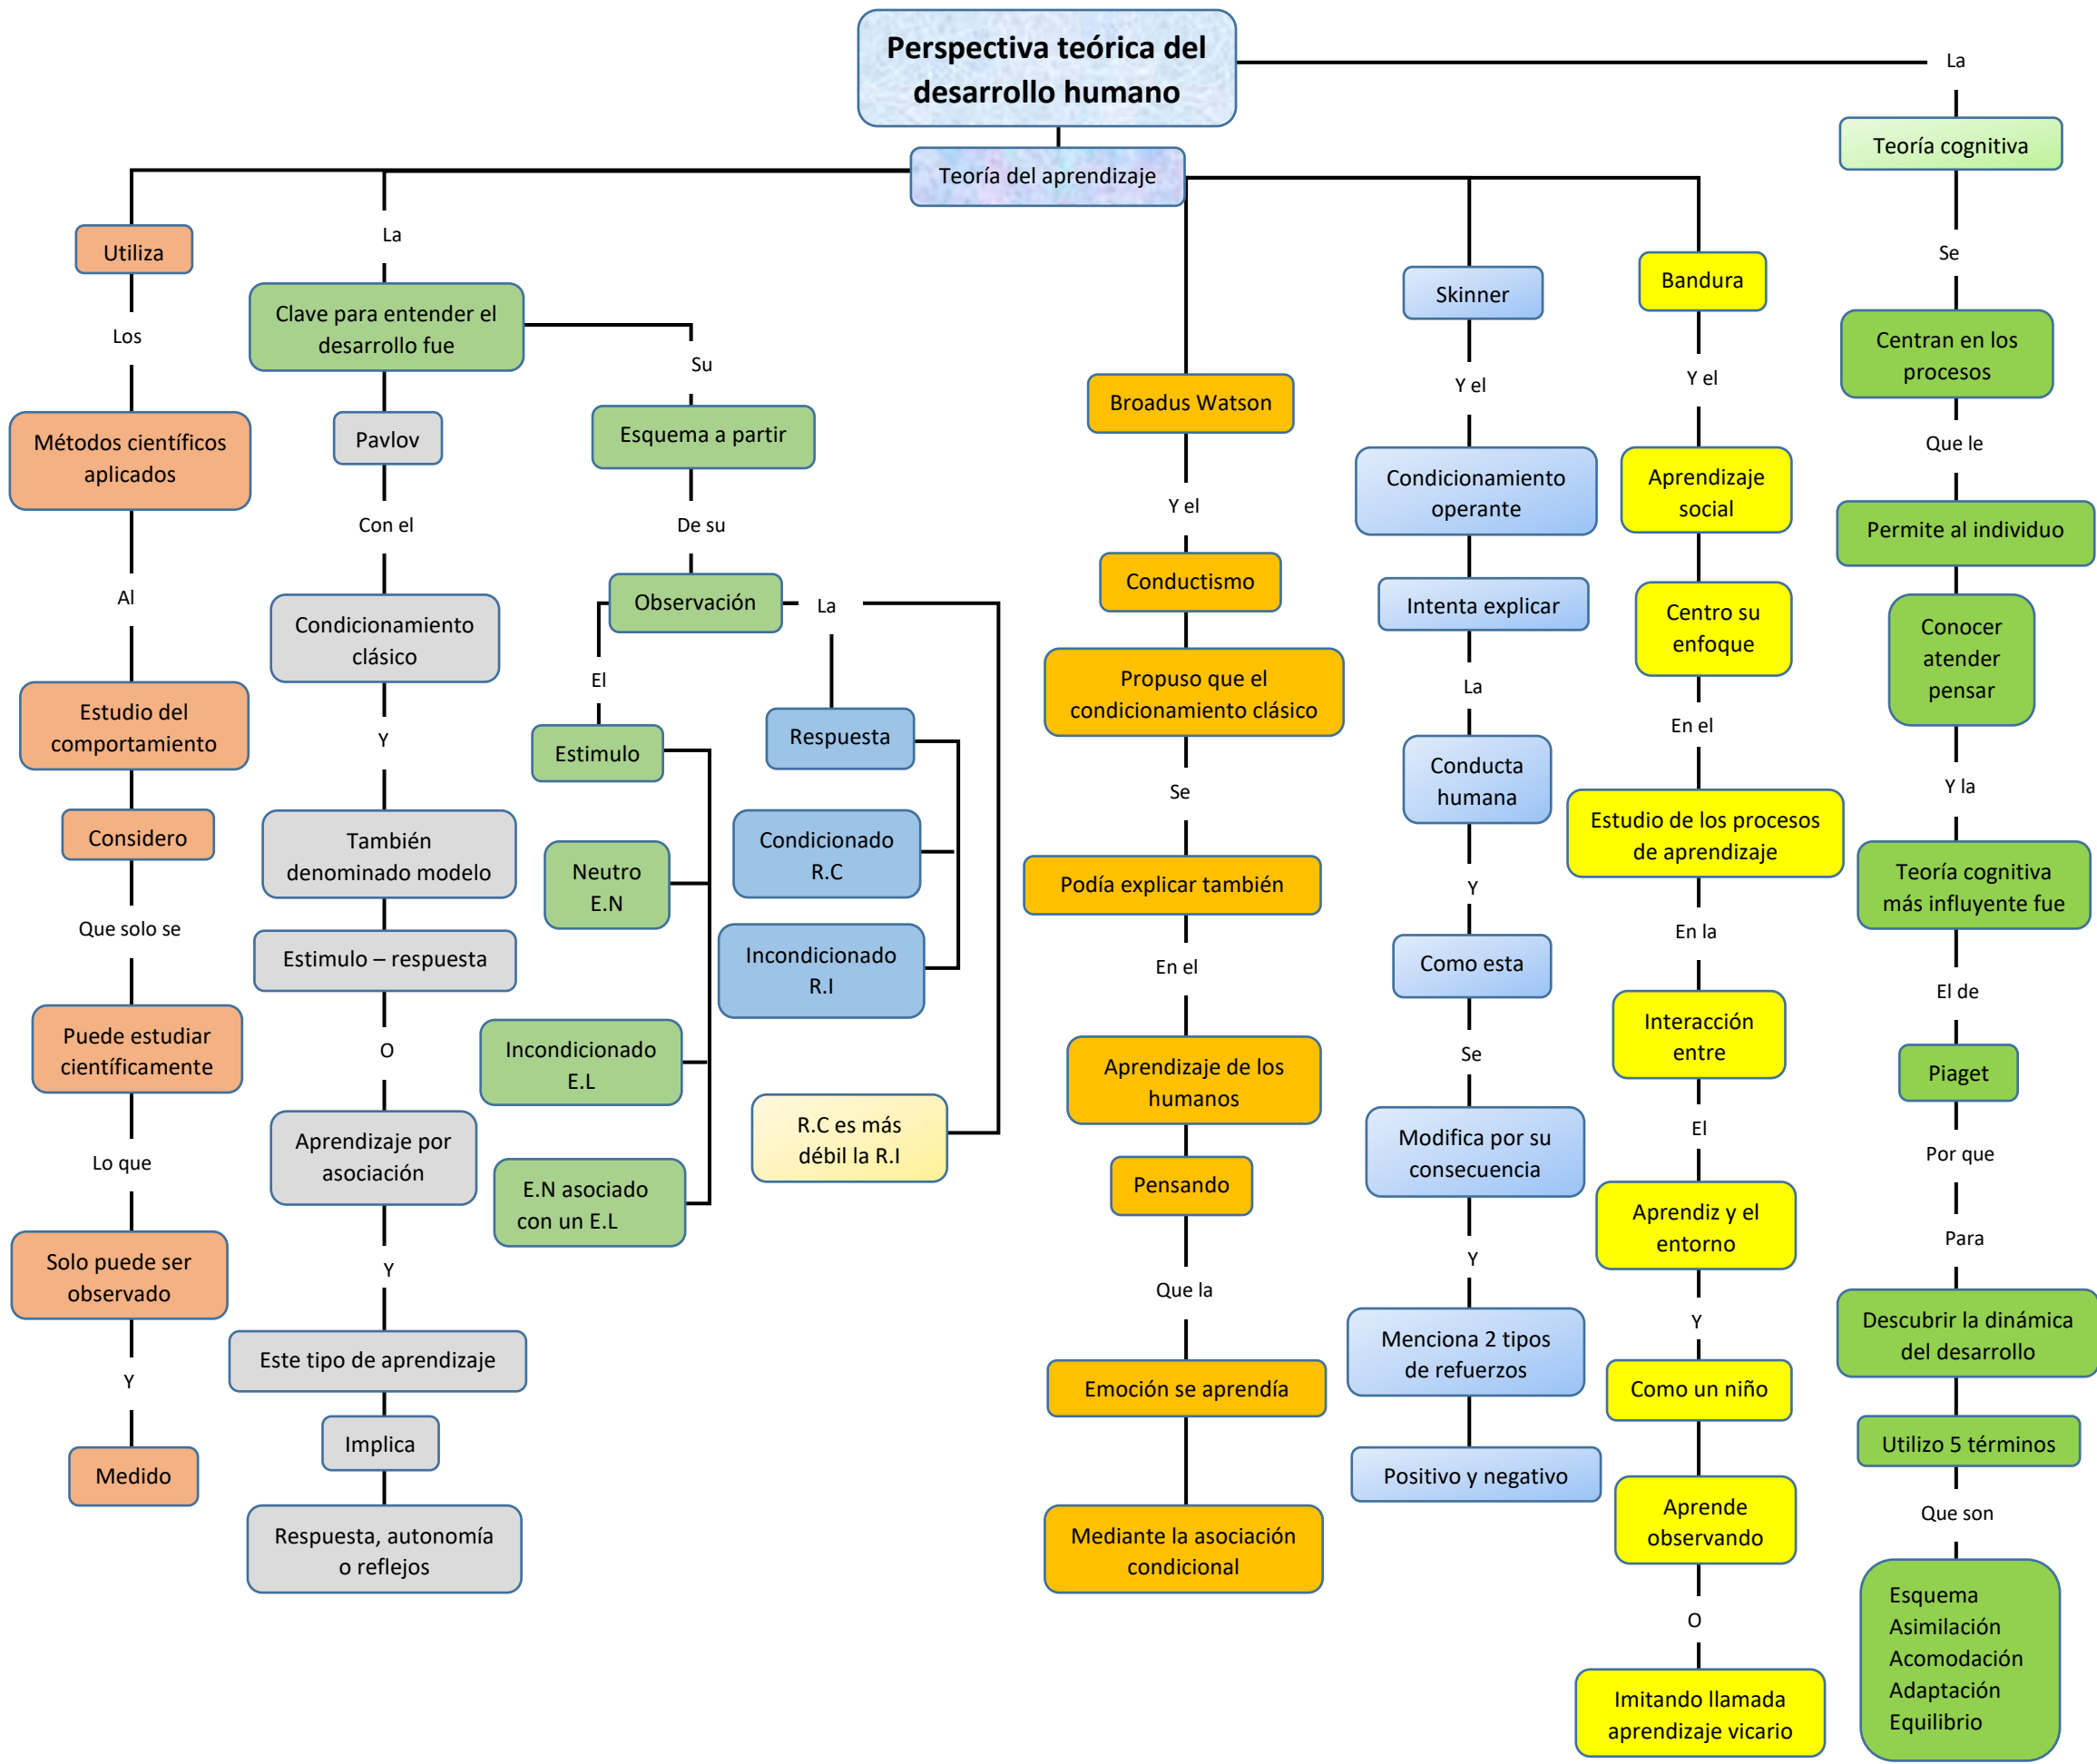 Perspectiva teórica del
desarrollo humano
La
Teoría cognitiva
Se
Centran en los
procesos
Que le
Permite al individuo
Conocer
atender
pensar
Y la
Teoría cognitiva
más influyente fue
El de
Piaget
Por que
Para
Descubrir la dinámica
del desarrollo
Utilizo 5 términos
Que son
Esquema
Asimilación
Acomodación
Adaptación
Equilibrio
Teoría del aprendizaje
Utiliza
Los
Métodos científicos
aplicados
Al
Estudio del
comportamiento
Considero
Que solo se
Puede estudiar
científicamente
Lo que
Solo puede ser
observado
Y
Medido
La
Clave para entender el
desarrollo fue
Pavlov
Con el
Condicionamiento
clásico
Y
También
denominado modelo
Estimulo – respuesta
O
Aprendizaje por
asociación
Y
Este tipo de aprendizaje
Implica
Respuesta, autonomía
o reflejos
Su
Esquema a partir
De su
Observación
El
Estimulo
Neutro
E.N
Incondicionado
E.L
E.N asociado
con un E.L
La
Respuesta
Condicionado
R.C
Incondicionado
R.I
R.C es más
débil la R.I
Broadus Watson
Y el
Conductismo
Propuso que el
condicionamiento clásico
Se
Podía explicar también
En el
Aprendizaje de los
humanos
Pensando
Que la
Emoción se aprendía
Mediante la asociación
condicional
Skinner
Y el
Condicionamiento
operante
Intenta explicar
La
Conducta
humana
Y
Como esta
Se
Modifica por su
consecuencia
Y
Menciona 2 tipos
de refuerzos
Positivo y negativo
Bandura
Y el
Aprendizaje
social
Centro su
enfoque
En el
Estudio de los procesos
de aprendizaje
En la
Interacción
entre
El
Aprendiz y el
entorno
Y
Como un niño
Aprende
observando
O
Imitando llamada
aprendizaje vicario